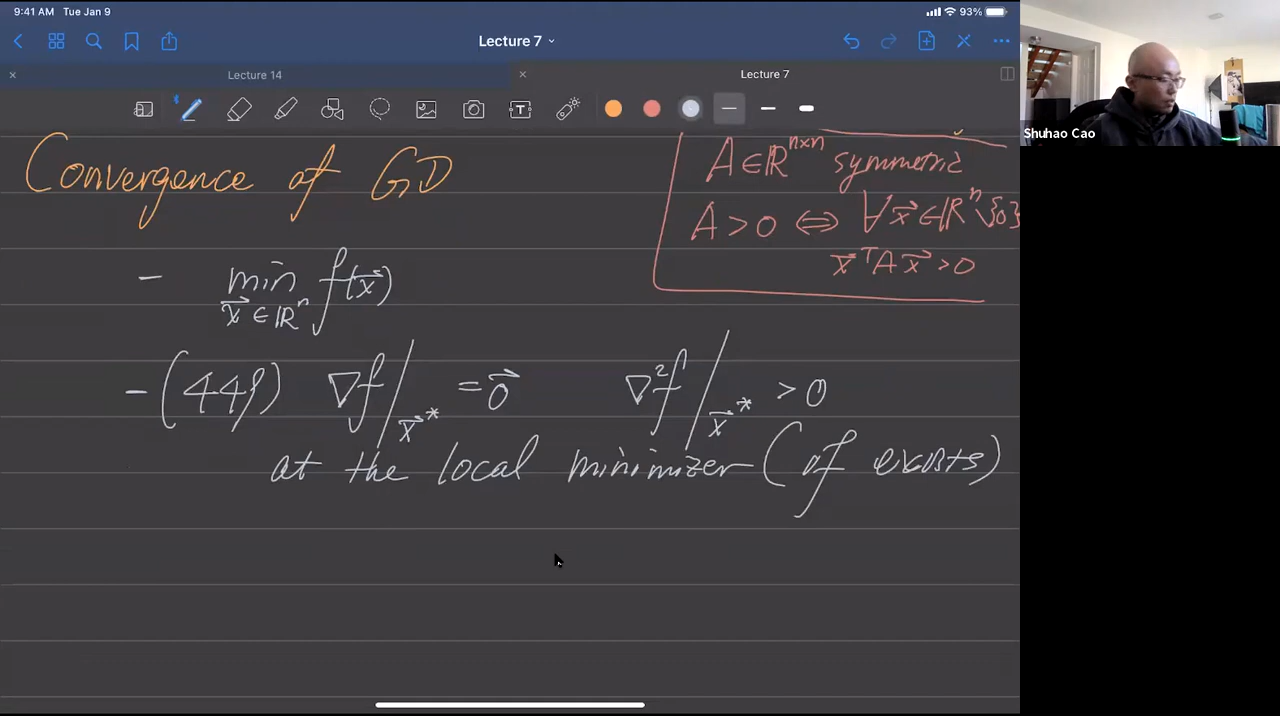 9:41 AM Tue Jan 9
93%
Lecture 7
Lecture 14
Lecture 7
Shuhao Cao
Convergence of GD
A ∈ ℝⁿˣⁿ symmetric
A > 0 ⟺ ∀x⃗ ∈ ℝⁿ\{0}
x⃗ᵀAx⃗ > 0
- min f(x⃗)
x⃗ ∈ ℝⁿ
- (449) ∇f|x⃗* = 0⃗ ∇²f|x⃗* > 0
at the local minimizer (if exists)